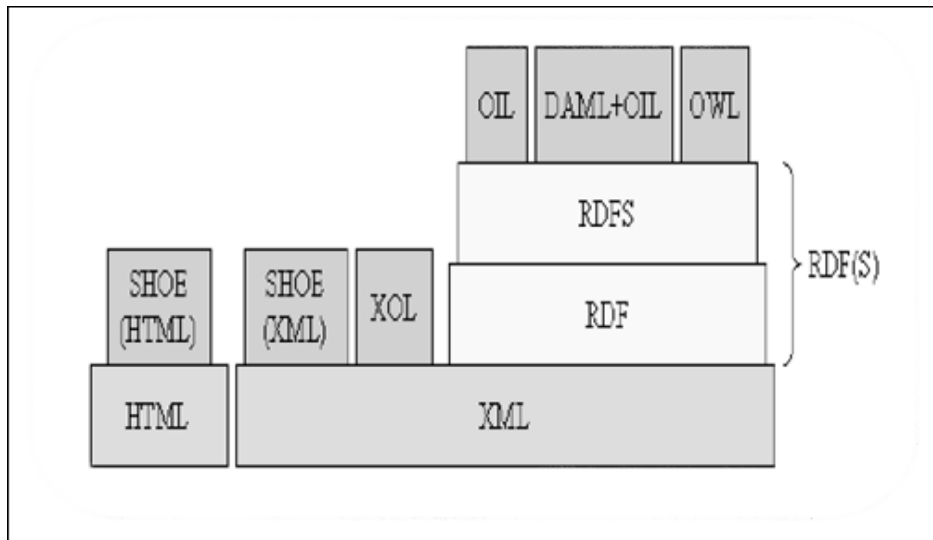 OIL
DAML+OIL
OWL
RDFS
RDF(S)
SHOE
(HTML)
SHOE
(XML)
XOL
RDF
HTML
XML